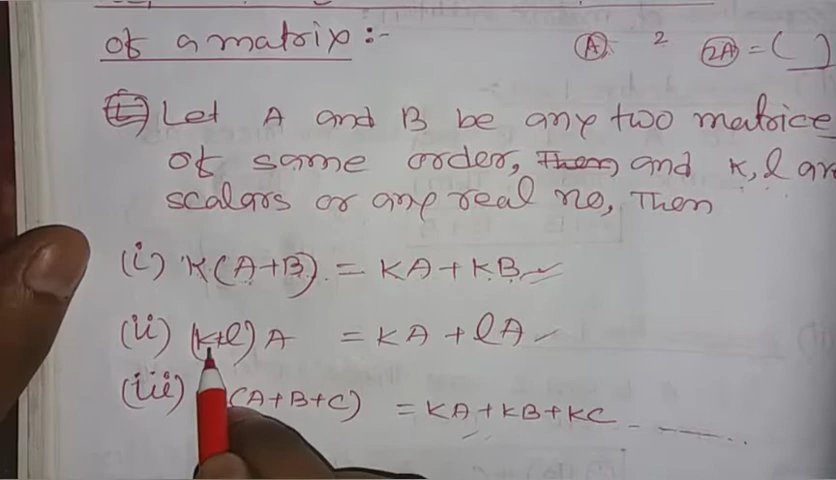 of a matrix :-
(A) 2 (2A) = ( )
Let A and B be any two matrice
of same order, Then and K, l are
scalars or any real no, Then
(i) K(A+B) = KA+KB
(ii) (K+l) A = KA + lA
(iii) (A+B+C) = KA+KB+KC